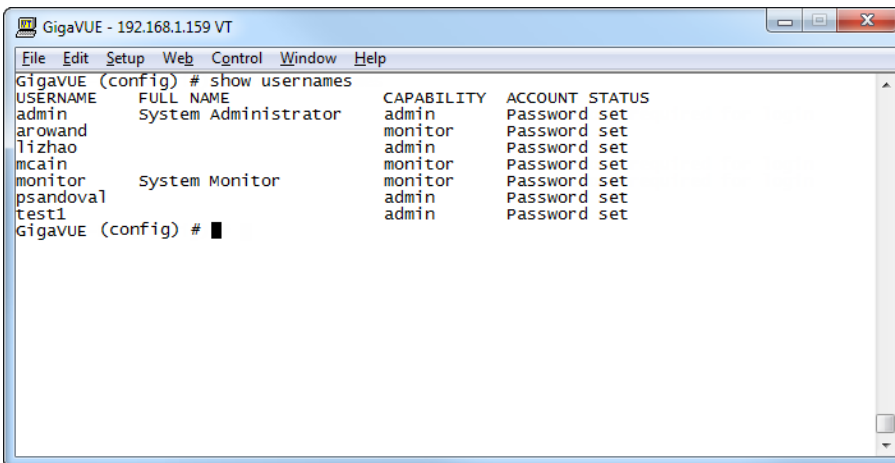 GigaVUE - 192.168.1.159 VT
File Edit Setup Web Control Window Help
GigaVUE (config) # show usernames
USERNAME FULL NAME CAPABILITY ACCOUNT STATUS
admin System Administrator admin Password set
arowand monitor Password set
lizhao admin Password set
mcain monitor Password set
monitor System Monitor monitor Password set
psandoval admin Password set
test1 admin Password set
GigaVUE (config) #